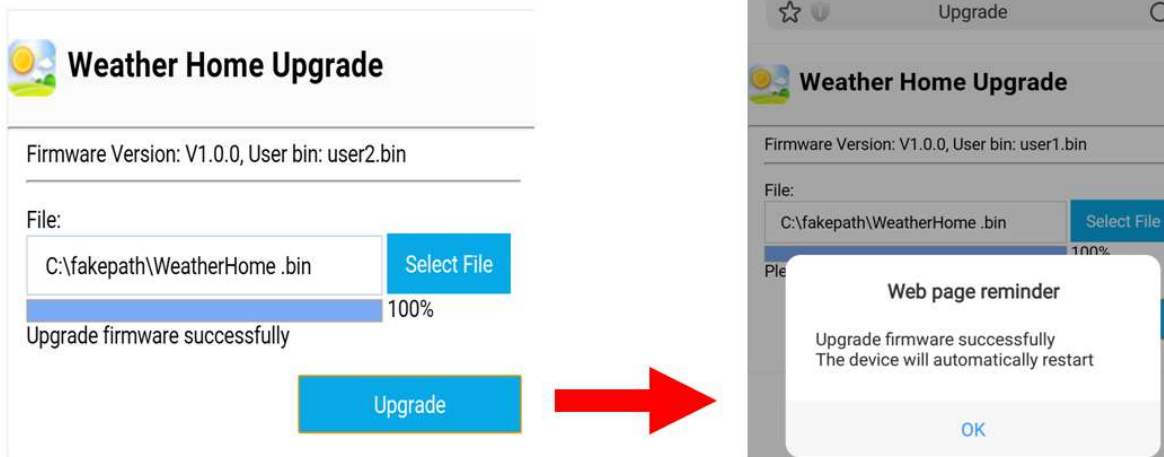 Weather Home Upgrade
Firmware Version: V1.0.0, User bin: user2.bin
File:
C:\fakepath\WeatherHome .bin
Select File
100%
Upgrade firmware successfully
Upgrade
Upgrade
Weather Home Upgrade
Firmware Version: V1.0.0, User bin: user1.bin
File:
C:\fakepath\WeatherHome .bin
Select File
100%
Web page reminder
Upgrade firmware successfully
The device will automatically restart
OK